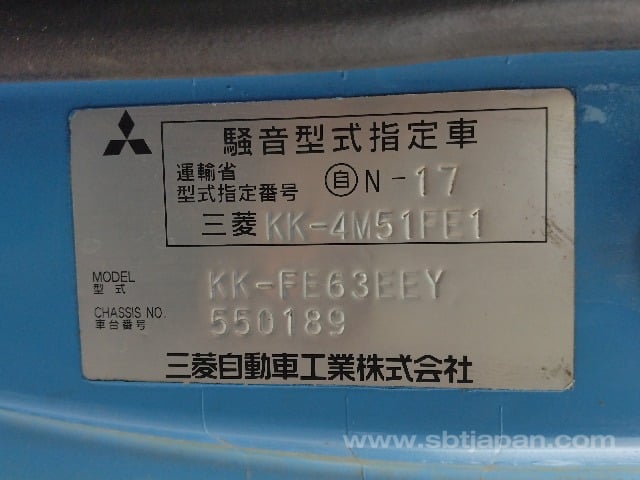 騒音型式指定車
運輸省
型式指定番号 自 N-17
三菱 KK-4M51FE1
MODEL
型式
KK-FE63EEY
CHASSIS NO.
車台番号
550189
三菱自動車工業株式会社
www.sbtjapan.com